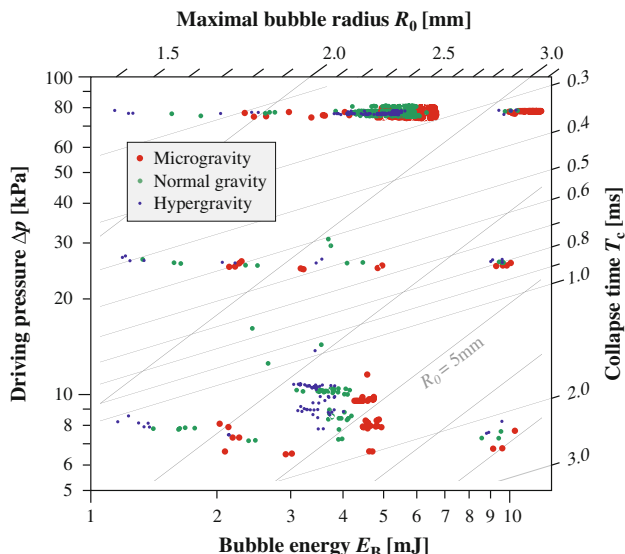 Maximal bubble radius R₀ [mm]
1.5 2.0 2.5 3.0
100
80
60
50
40
30
20
10
8
6
5
Driving pressure Δp [kPa]
Microgravity
Normal gravity
Hypergravity
R₀ = 5mm
0.3
0.4
0.5
0.6
0.8
1.0
2.0
3.0
Collapse time T_c [ms]
1 2 3 4 5 6 7 8 9 10
Bubble energy E_B [mJ]